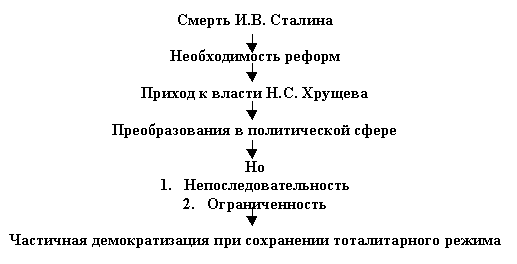 Смерть И.В. Сталина
Необходимость реформ
Приход к власти Н.С. Хрущева
Преобразования в политической сфере
Но
1. Непоследовательность
2. Ограниченность
Частичная демократизация при сохранении тоталитарного режима